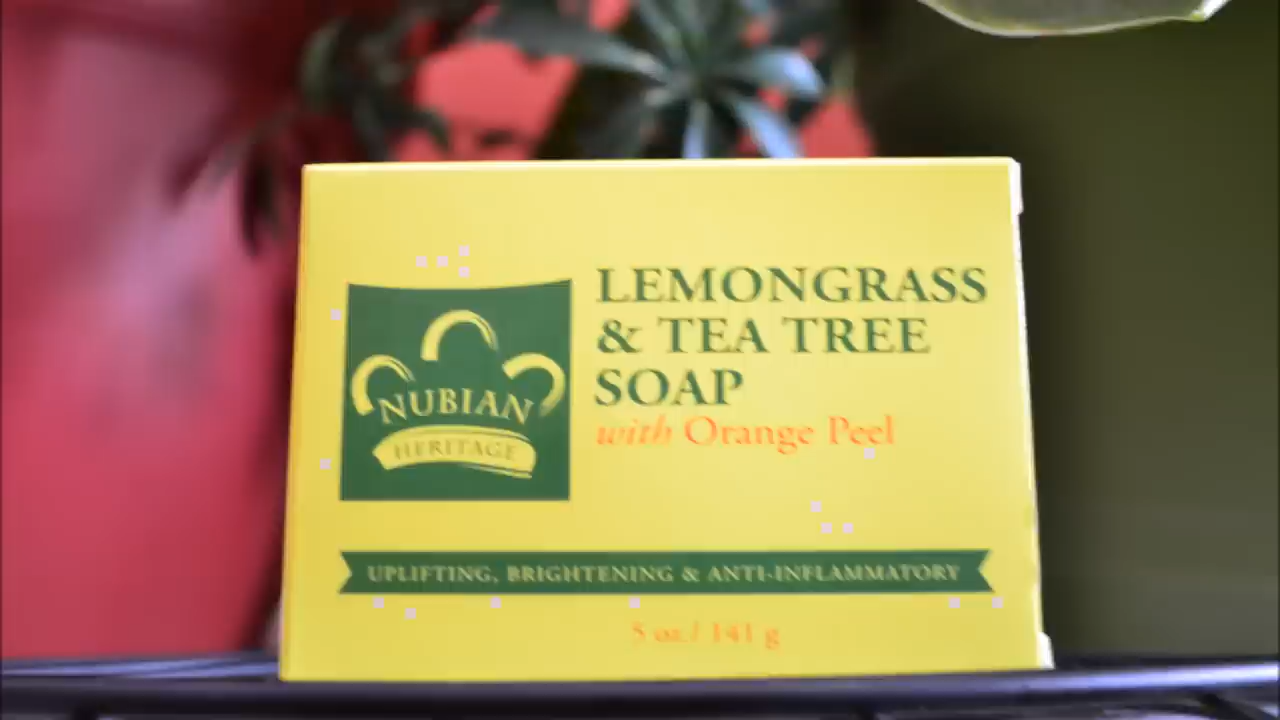 NUBIAN
HERITAGE
LEMONGRASS
& TEA TREE
SOAP
with Orange Peel
UPLIFTING, BRIGHTENING & ANTI-INFLAMMATORY
5 oz./ 141 g